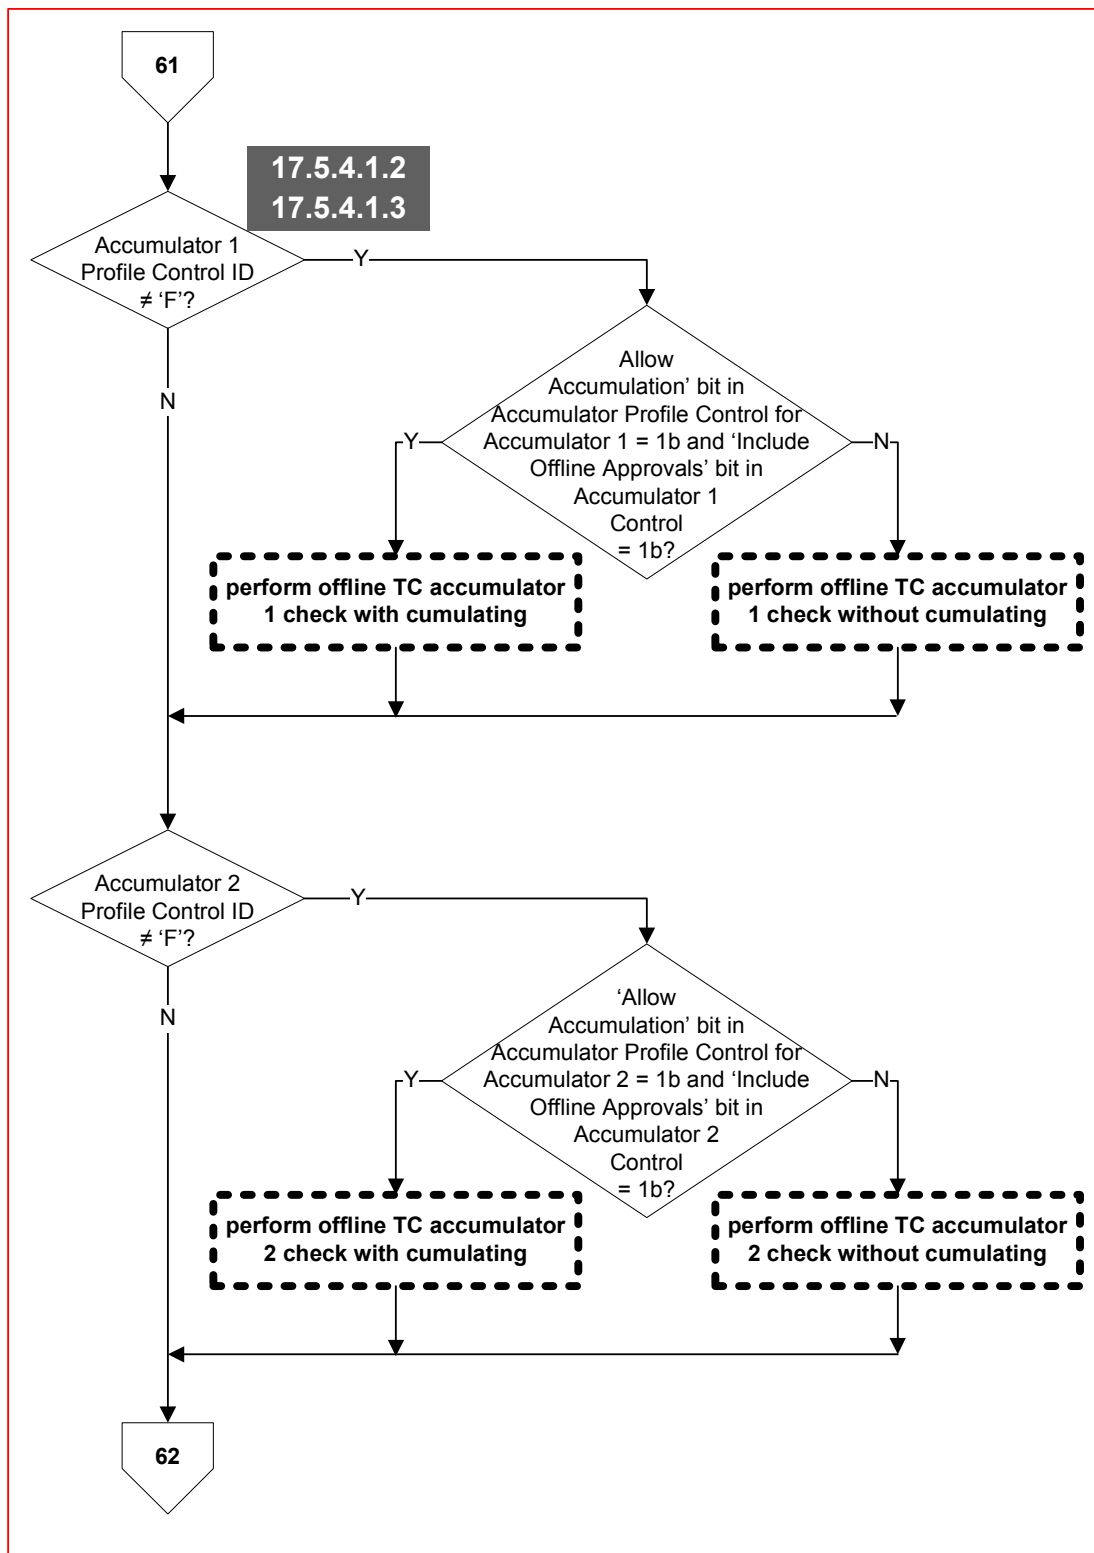 61
17.5.4.1.2
17.5.4.1.3
Accumulator 1
Profile Control ID
≠ ‘F’?
Y
N
Allow
Accumulation’ bit in
Accumulator Profile Control for
Accumulator 1 = 1b and ‘Include
Offline Approvals’ bit in
Accumulator 1
Control
= 1b?
Y
N
perform offline TC accumulator
1 check with cumulating
perform offline TC accumulator
1 check without cumulating
Accumulator 2
Profile Control ID
≠ ‘F’?
Y
N
‘Allow
Accumulation’ bit in
Accumulator Profile Control for
Accumulator 2 = 1b and ‘Include
Offline Approvals’ bit in
Accumulator 2
Control
= 1b?
Y
N
perform offline TC accumulator
2 check with cumulating
perform offline TC accumulator
2 check without cumulating
62